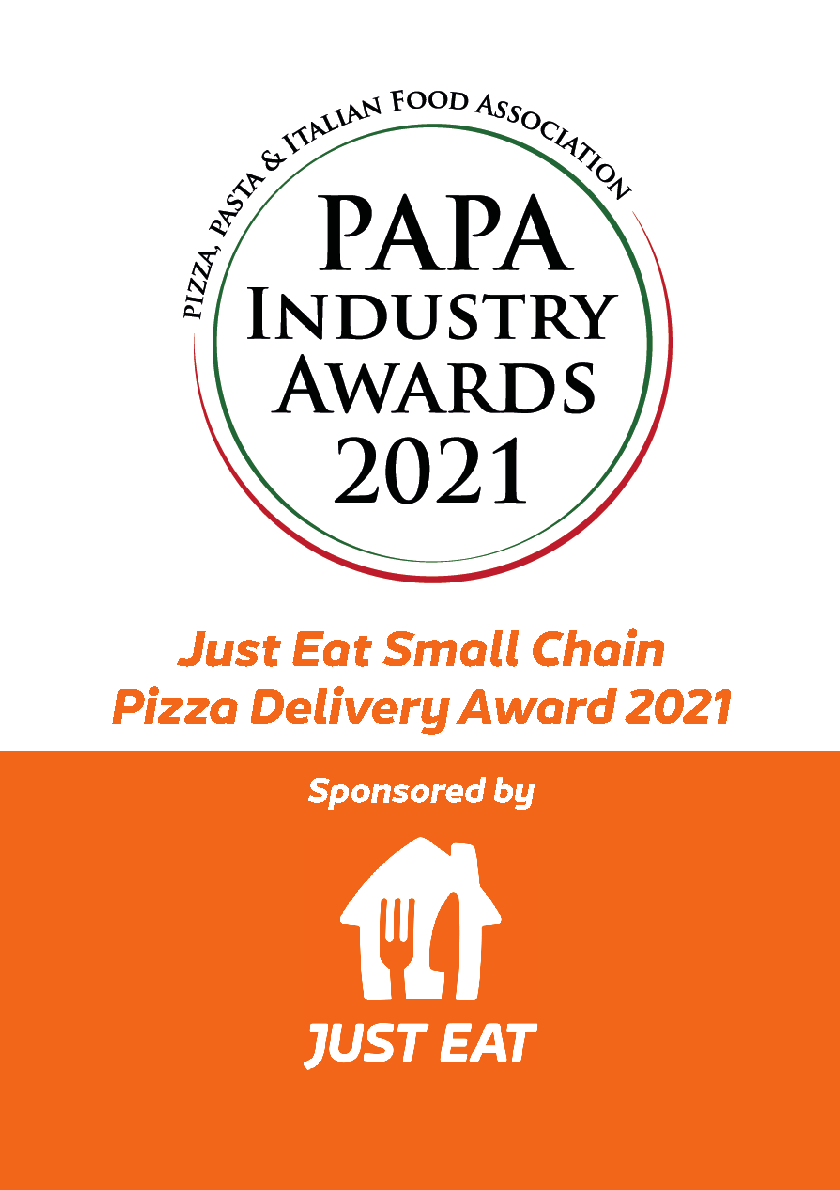 PIZZA, PASTA & ITALIAN FOOD ASSOCIATION
PAPA
INDUSTRY
AWARDS
2021
Just Eat Small Chain
Pizza Delivery Award 2021
Sponsored by
JUST EAT